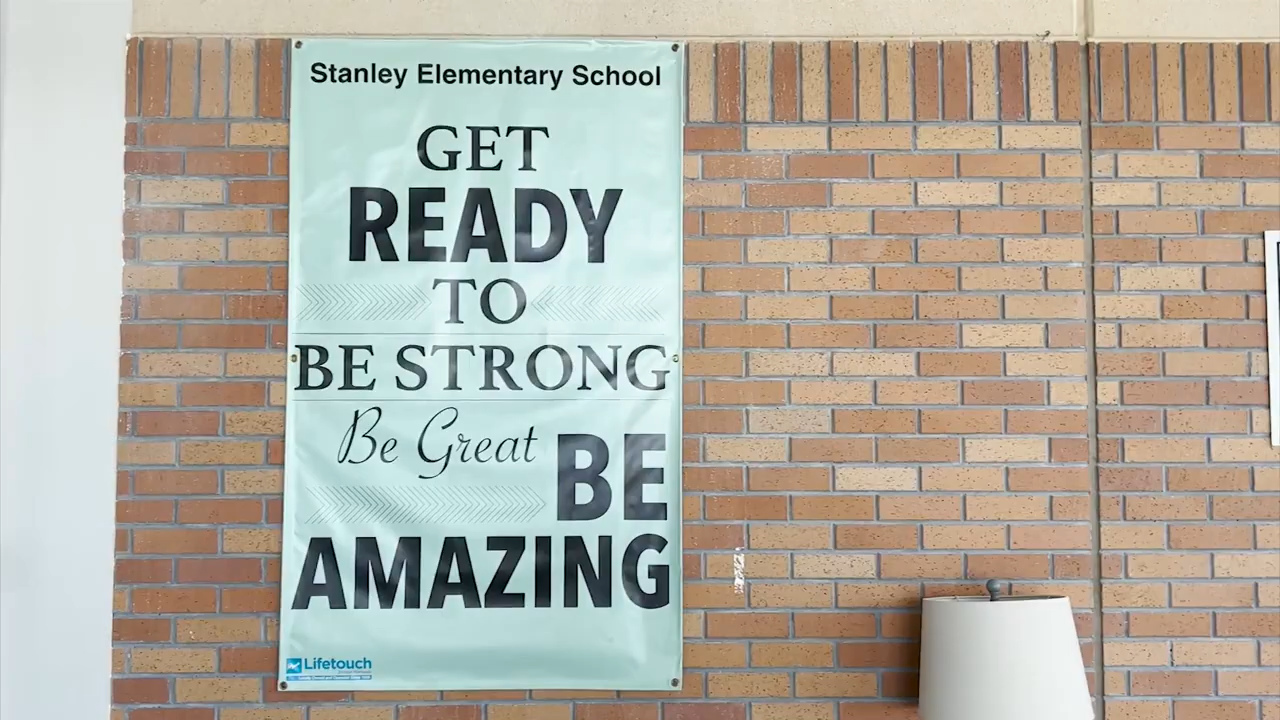 Stanley Elementary School
GET
READY
TO
BE STRONG
Be Great BE
AMAZING
Lifetouch